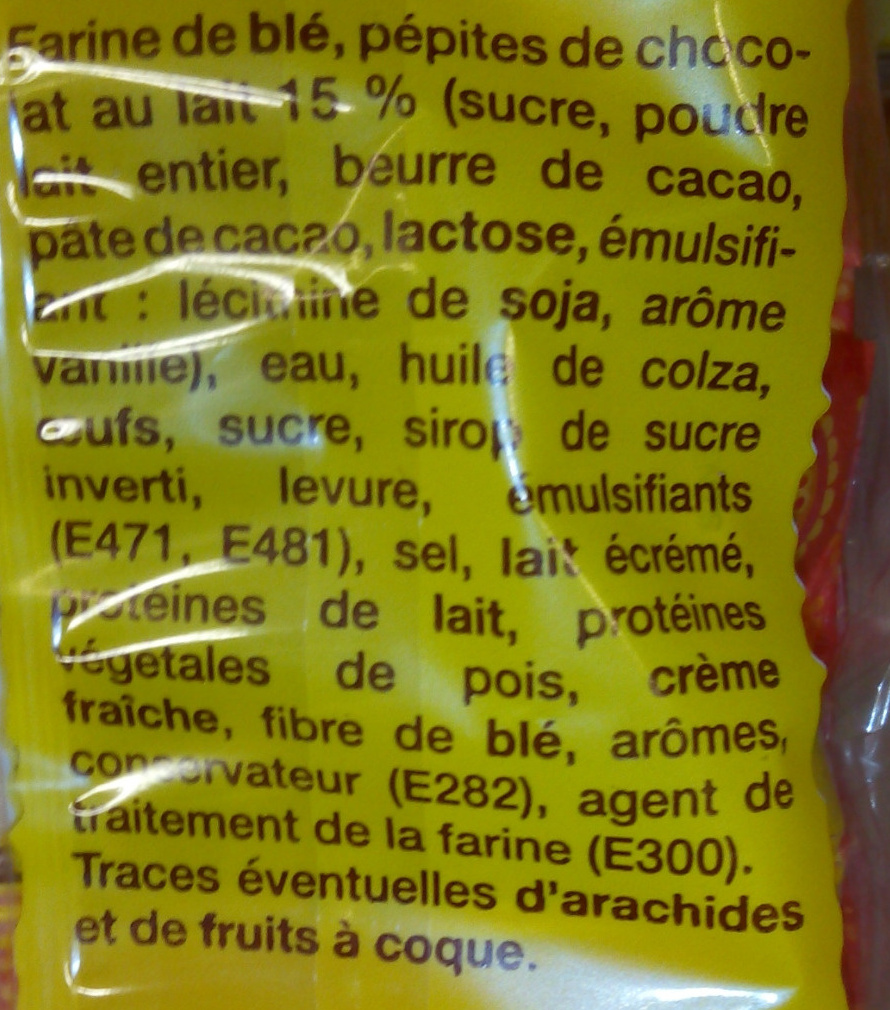 Farine de blé, pépites de choco-
lat au lait 15 % (sucre, poudre
lait entier, beurre de cacao,
pâte de cacao, lactose, émulsifi-
ant : lécithine de soja, arôme
vanille), eau, huile de colza,
œufs, sucre, sirop de sucre
inverti, levure, émulsifiants
(E471, E481), sel, lait écrémé,
protéines de lait, protéines
végétales de pois, crème
fraîche, fibre de blé, arômes,
conservateur (E282), agent de
traitement de la farine (E300).
Traces éventuelles d'arachides
et de fruits à coque.